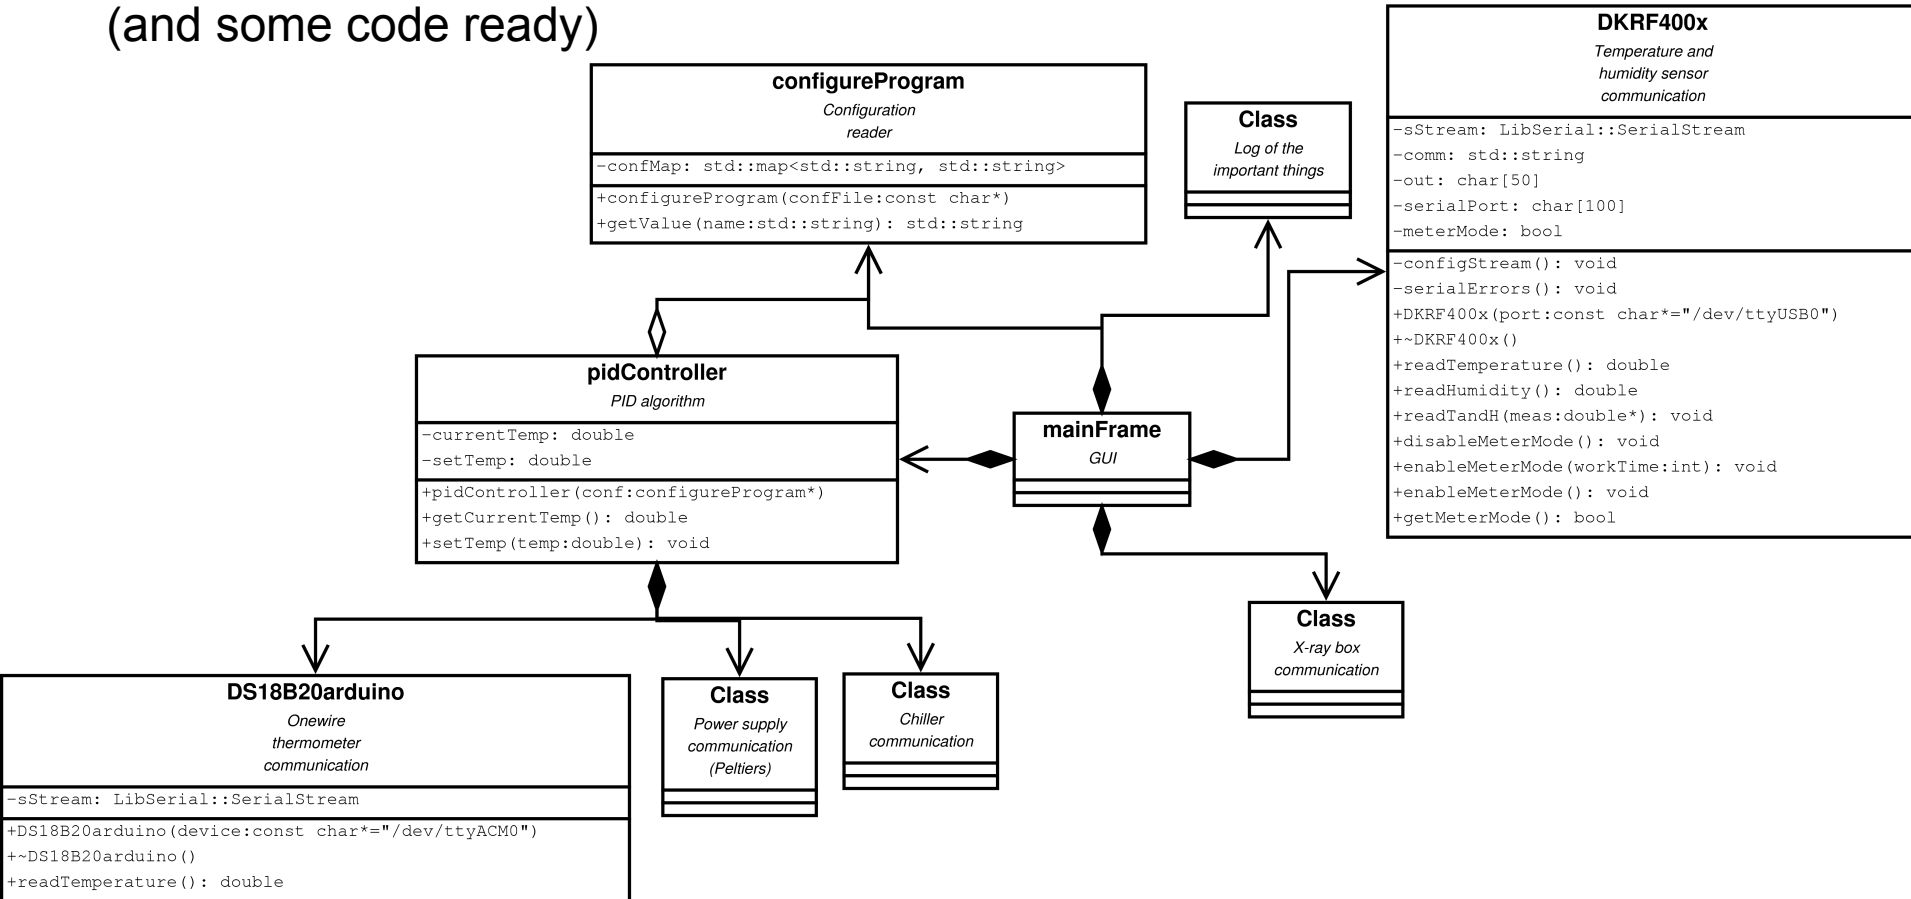 (and some code ready)
configureProgram
Configuration
reader
-confMap: std::map<std::string, std::string>
+configureProgram(confFile:const char*)
+getValue(name:std::string): std::string
Class
Log of the
important things
DKRF400x
Temperature and
humidity sensor
communication
-sStream: LibSerial::SerialStream
-comm: std::string
-out: char[50]
-serialPort: char[100]
-meterMode: bool
-configStream(): void
-serialErrors(): void
+DKRF400x(port:const char*="/dev/ttyUSB0")
+~DKRF400x()
+readTemperature(): double
+readHumidity(): double
+readTandH(meas:double*): void
+disableMeterMode(): void
+enableMeterMode(workTime:int): void
+enableMeterMode(): void
+getMeterMode(): bool
pidController
PID algorithm
-currentTemp: double
-setTemp: double
+pidController(conf:configureProgram*)
+getCurrentTemp(): double
+setTemp(temp:double): void
mainFrame
GUI
DS18B20arduino
Onewire
thermometer
communication
-sStream: LibSerial::SerialStream
+DS18B20arduino(device:const char*="/dev/ttyACM0")
+~DS18B20arduino()
+readTemperature(): double
Class
Power supply
communication
(Peltiers)
Class
Chiller
communication
Class
X-ray box
communication